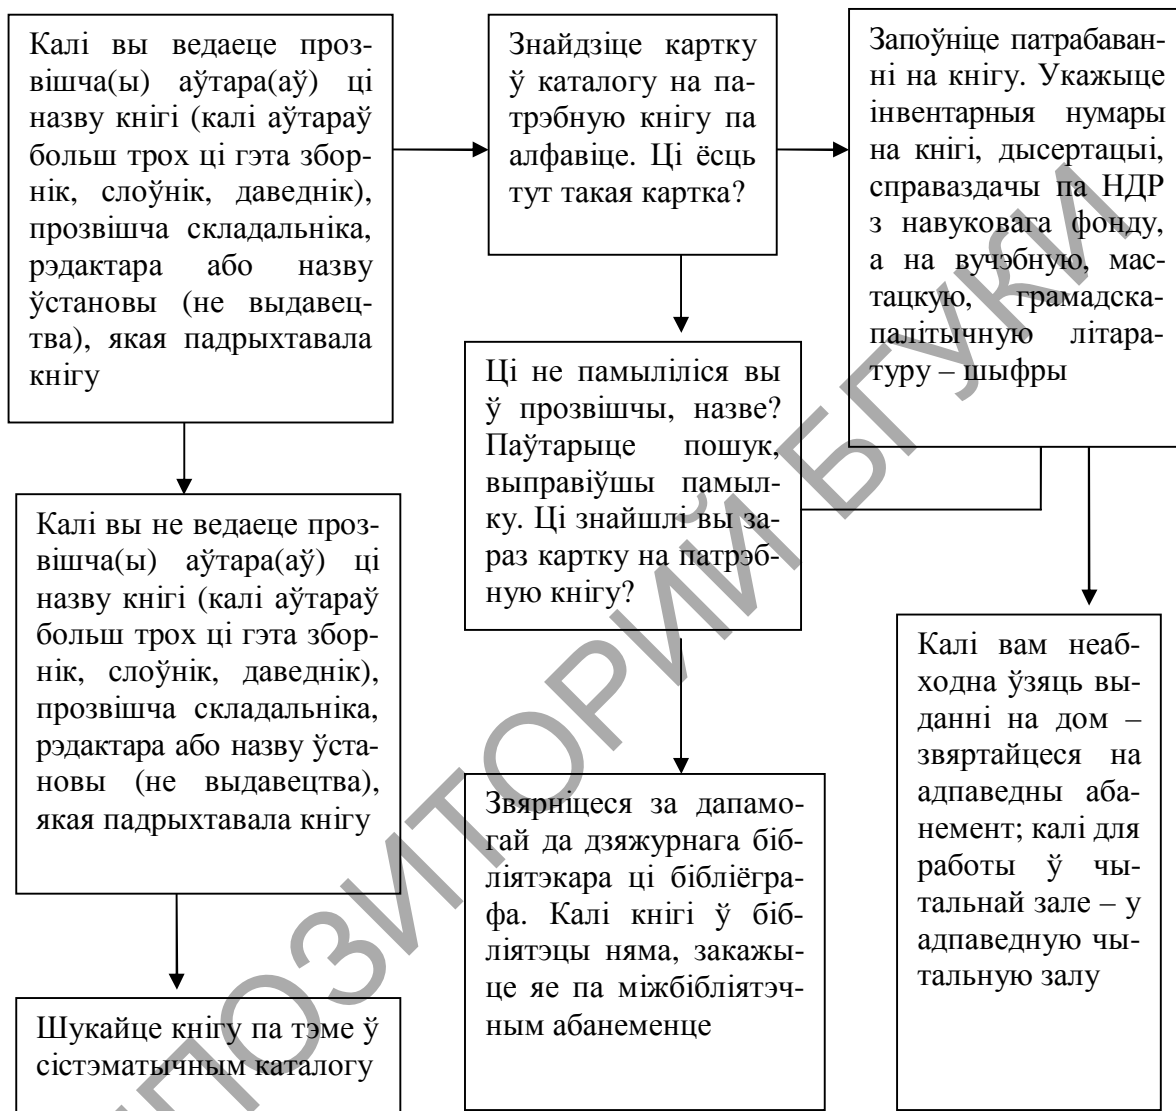 Калі вы ведаеце проз-
вішча(ы) аўтара(аў) ці
назву кнігі (калі аўтараў
больш трох ці гэта збор-
нік, слоўнік, даведнік),
прозвішча складальніка,
рэдактара або назву
ўстановы (не выдавец-
тва), якая падрыхтавала
кнігу
Знайдзіце картку
ў каталогу на па-
трэбную кнігу па
алфавіце. Ці ёсць
тут такая картка?
Запоўніце патрабаван-
ні на кнігу. Укажыце
інвентарныя нумары
на кнігі, дысертацыі,
справаздачы па НДР
з навуковага фонду,
а на вучэбную, мас-
тацкую, грамадска-
палітычную літара-
туру – шыфры
Ці не памыліліся вы
ў прозвішчы, назве?
Паўтарыце пошук,
выправіўшы памыл-
ку. Ці знайшлі вы за-
раз картку на патрэб-
ную кнігу?
Калі вы не ведаеце проз-
вішча(ы) аўтара(аў) ці
назву кнігі (калі аўтараў
больш трох ці гэта збор-
нік, слоўнік, даведнік),
прозвішча складальніка,
рэдактара або назву ўста-
новы (не выдавецтва),
якая падрыхтавала кнігу
Калі вам неаб-
ходна ўзяць вы-
данні на дом –
звяртайцеся на
адпаведны аба-
немент; калі для
работы ў чы-
тальнай зале – у
адпаведную чы-
тальную залу
Звярніцеся за дапамо-
гай да дзяжурнага біб-
ліятэкара ці бібліёгра-
фа. Калі кнігі ў біб-
ліятэцы няма, закажы-
це яе па міжбібліятэч-
ным абанеменце
Шукайце кнігу па тэме ў
сістэматычным каталогу
ПОЗИТОРИЙ БГУКИ